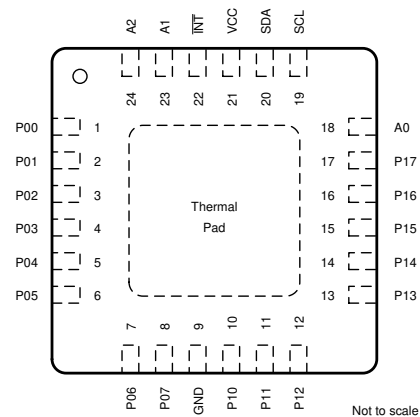 A2 A1 INT VCC SDA SCL
24 23 22 21 20 19
P00 1 18 A0
P01 2 17 P17
P02 3 16 P16
P03 4 Thermal 15 P15
P04 5 Pad 14 P14
P05 6 13 P13
7 8 9 10 11 12
P06 P07 GND P10 P11 P12
Not to scale